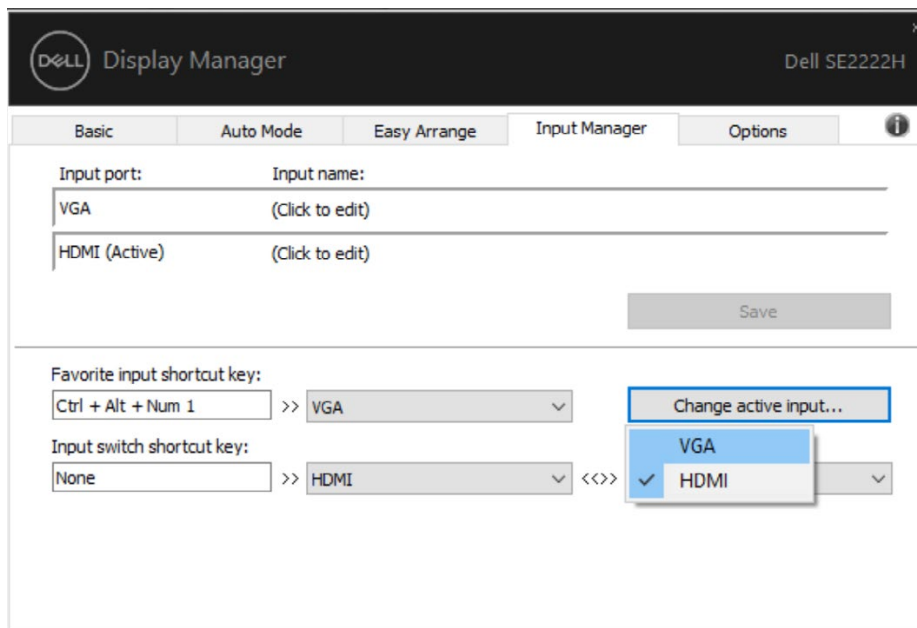 DELL Display Manager Dell SE2222H
Basic Auto Mode Easy Arrange Input Manager Options
Input port: Input name:
VGA (Click to edit)
HDMI (Active) (Click to edit)
Save
Favorite input shortcut key:
Ctrl + Alt + Num 1 >> VGA Change active input...
Input switch shortcut key:
VGA
None >> HDMI <<>> ✓ HDMI